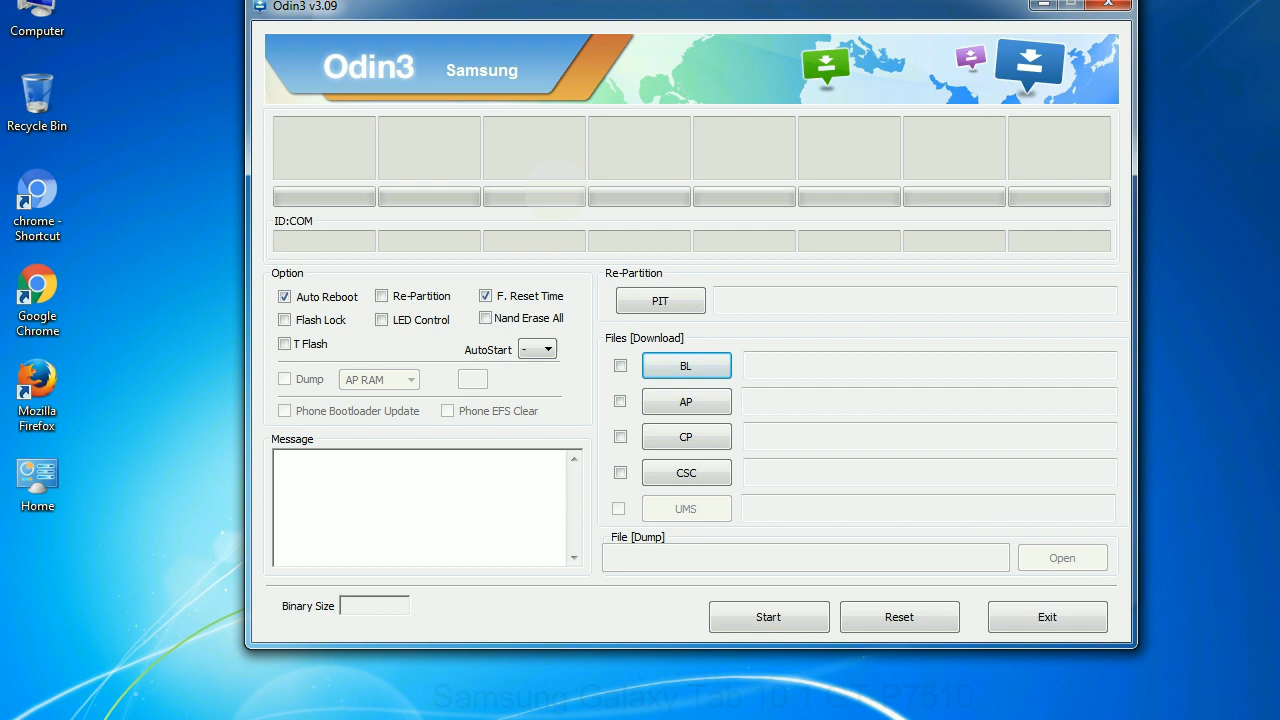 Odin3 v3.09
Computer
Recycle Bin
chrome -
Shortcut
Google
Chrome
Mozilla
Firefox
Home
Odin3 Samsung
ID:COM
Option
Auto Reboot
Re-Partition
F. Reset Time
Flash Lock
LED Control
Nand Erase All
T Flash
AutoStart -
Dump
AP RAM
Phone Bootloader Update
Phone EFS Clear
Message
Re-Partition
PIT
Files [Download]
BL
AP
CP
CSC
UMS
File [Dump]
Open
Binary Size
Start
Reset
Exit
Samsung Galaxy Tab 10.1 GT-P7510